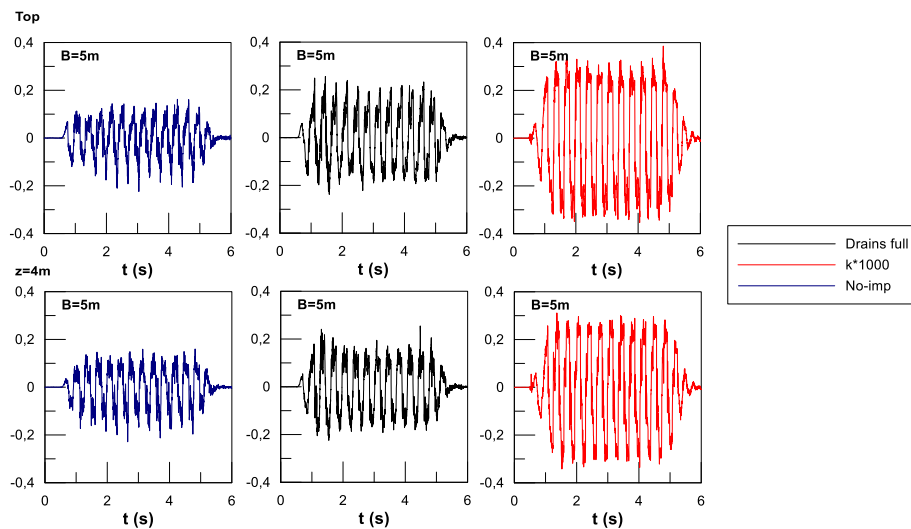 Top
0,4 0,4 0,4
B=5m B=5m B=5m
0,2 0,2 0,2
0 0 0
-0,2 -0,2 -0,2
-0,4 -0,4 -0,4
0 2 4 6 0 2 4 6 0 2 4 6
t (s) t (s) t (s)
Drains full
k*1000
No-imp
z=4m
0,4 0,4 0,4
B=5m B=5m B=5m
0,2 0,2 0,2
0 0 0
-0,2 -0,2 -0,2
0,4 0,4 0,4
0 2 4 6 0 2 4 6 0 2 4 6
t (s) t (s) t (s)